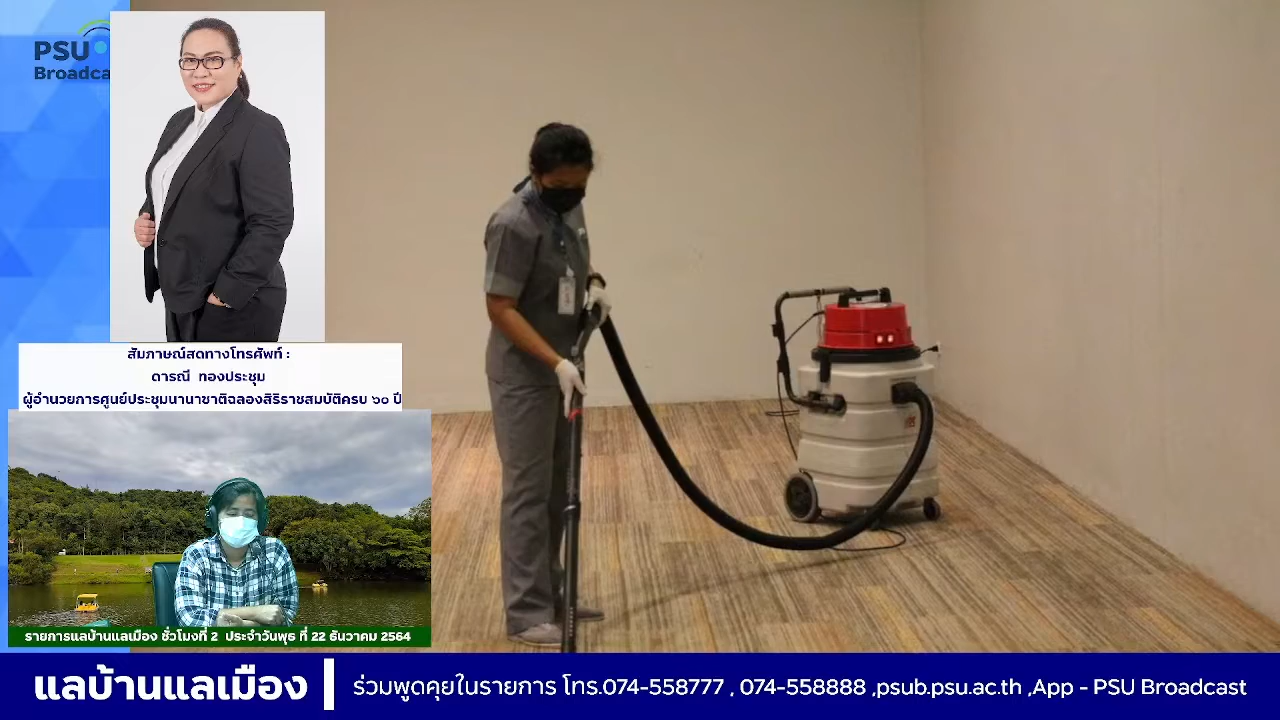 PSU
Broadca
สัมภาษณ์สดทางโทรศัพท์ :
ดารณี ทองประชุม
ผู้อำนวยการศูนย์ประชุมนานาชาติฉลองสิริราชสมบัติครบ ๖๐ ปี
รายการแลบ้านแลเมือง ชั่วโมงที่ 2 ประจำวันพุธ ที่ 22 ธันวาคม 2564
แลบ้านแลเมือง
ร่วมพูดคุยในรายการ โทร.074-558777 , 074-558888 ,psub.psu.ac.th ,App - PSU Broadcast